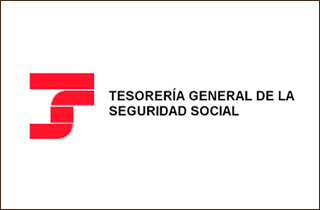 TESORERÍA GENERAL DE LA
SEGURIDAD SOCIAL